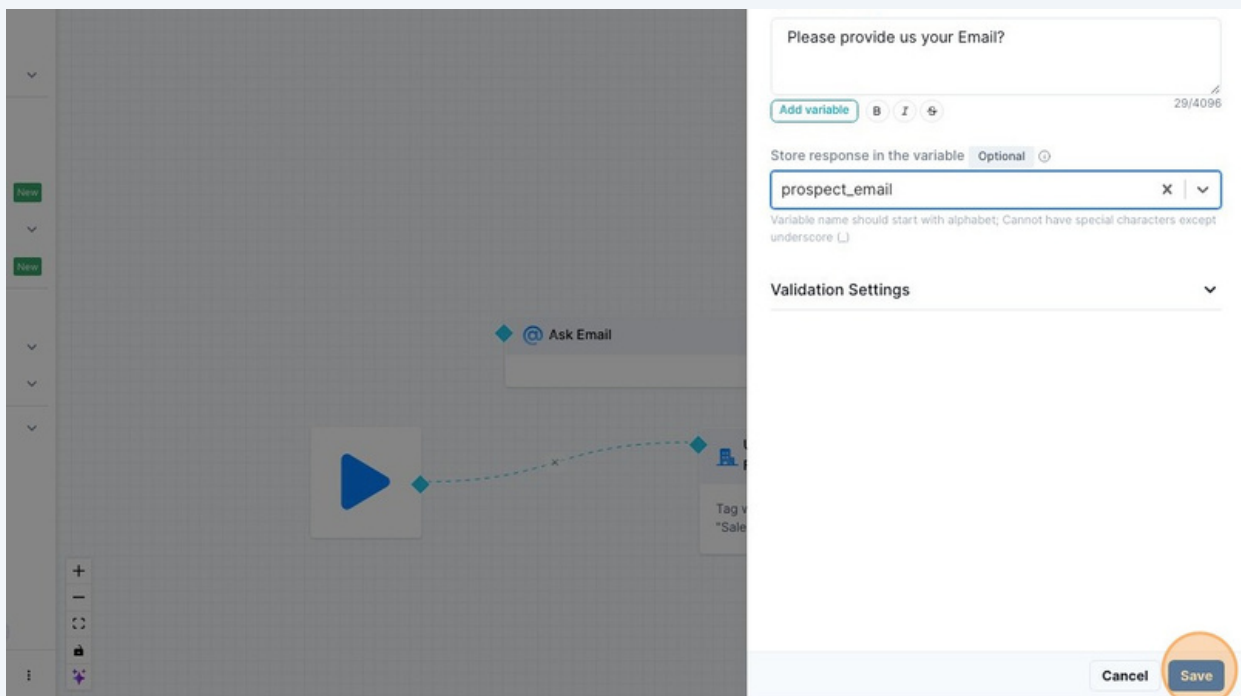 Please provide us your Email?
Add variable B I S 29/4096
Store response in the variable Optional
prospect_email
Variable name should start with alphabet; Cannot have special characters except
underscore (_)
Validation Settings
New
New
Ask Email
Tag
"Sale
Cancel Save